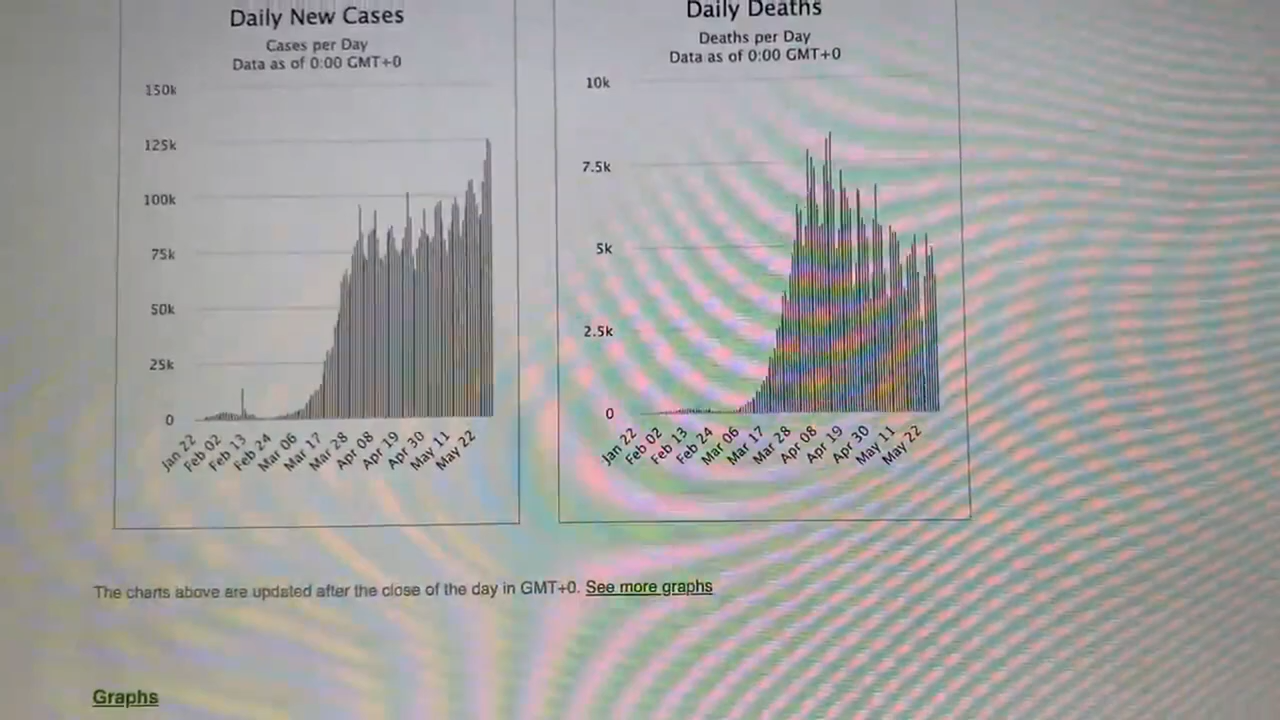 Daily New Cases
Cases per Day
Data as of 0:00 GMT+0
150k
125k
100k
75k
50k
25k
0
Jan 22
Feb 02
Feb 13
Feb 24
Mar 06
Mar 17
Mar 28
Apr 08
Apr 19
Apr 30
May 11
May 22
Daily Deaths
Deaths per Day
Data as of 0:00 GMT+0
10k
7.5k
5k
2.5k
0
Jan 22
Feb 02
Feb 13
Feb 24
Mar 06
Mar 17
Mar 28
Apr 08
Apr 19
Apr 30
May 11
May 22
The charts above are updated after the close of the day in GMT+0. See more graphs
Graphs